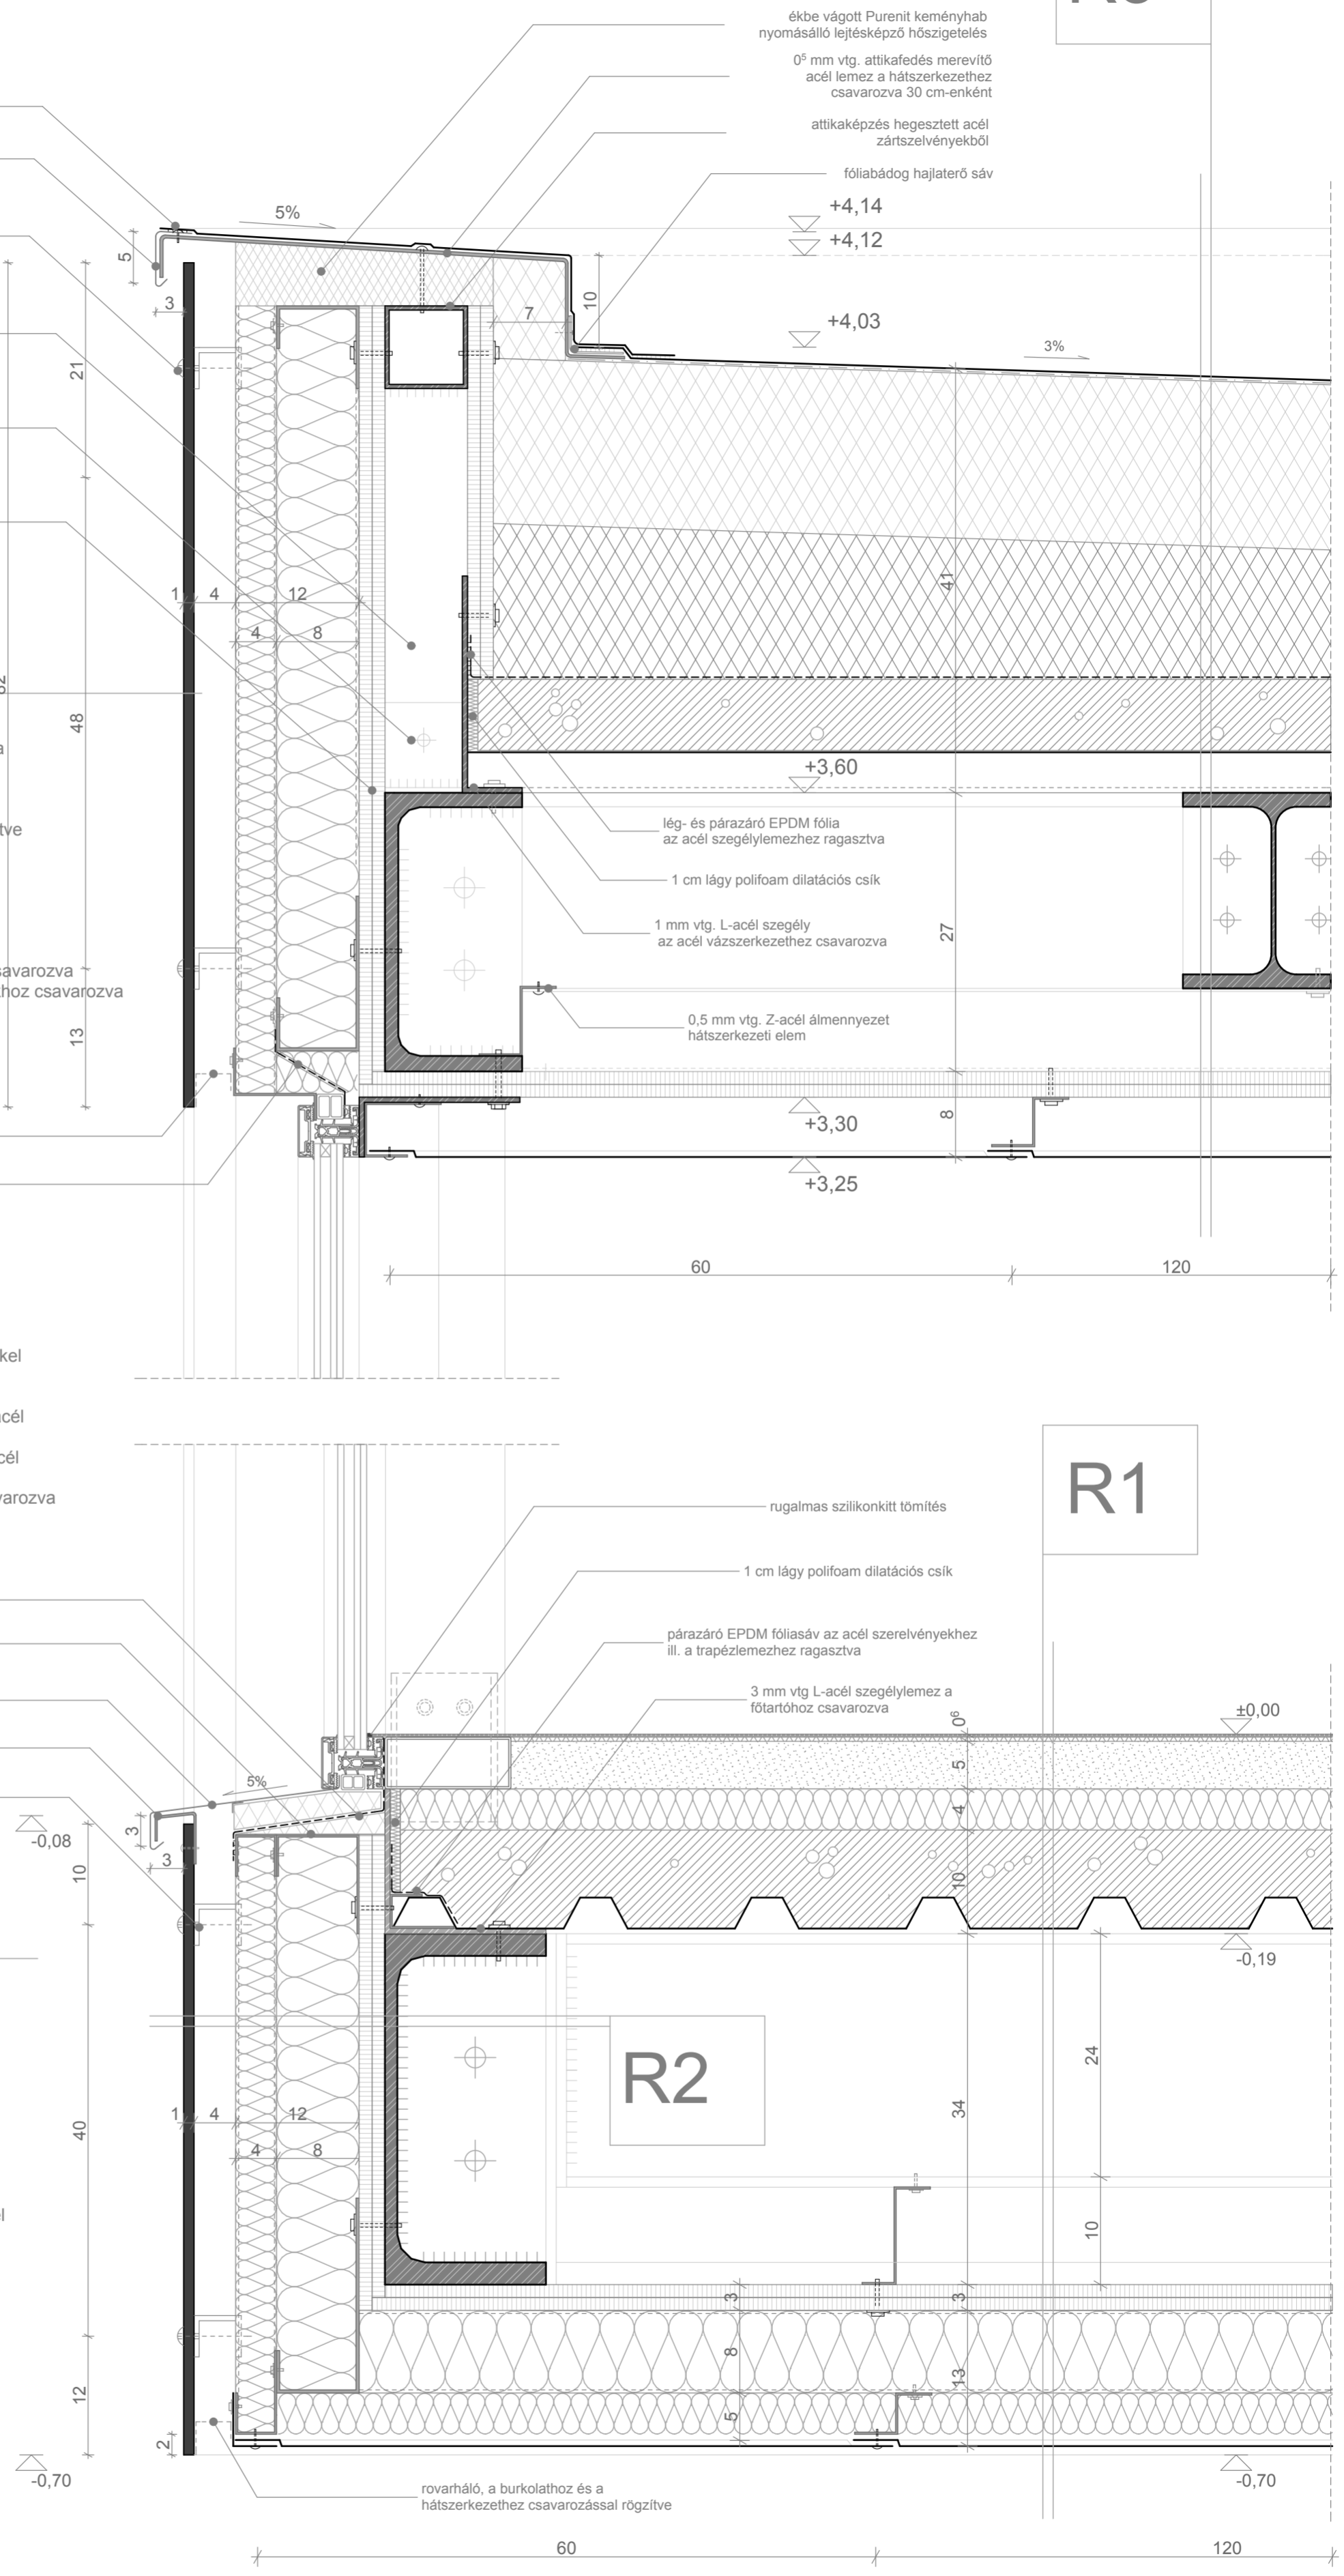 ékbe vágott Purenit keményhab
nyomásálló lejtésképző hőszigetelés
0⁵ mm vtg. attikafedés merevítő
acél lemez a hátszerkezethez
csavarozva 30 cm-enként
attikaképzés hegesztett acél
zártszelvényekből
fóliabádog hajlaterő sáv
+4,14
5%
+4,12
5
3
10
7
+4,03
3%
21
41
1
4
12
4
8
48
+3,60
tve
lég- és párazáró EPDM fólia
az acél szegélylemezhez ragasztva
1 cm lágy polifoam dilatációs csík
1 mm vtg. L-acél szegély
az acél vázszerkezethez csavarozva
27
savarozva
khoz csavarozva
13
0,5 mm vtg. Z-acél álmennyezet
hátszerkezeti elem
8
+3,30
+3,25
60
120
kel
acél
cél
varozva
R1
rugalmas szilikonkitt tömítés
1 cm lágy polifoam dilatációs csík
párazáró EPDM fóliasáv az acél szerelvényekhez
ill. a trapézlemezhez ragasztva
3 mm vtg L-acél szegélylemez a
főtartóhoz csavarozva
0⁶
±0,00
5
5%
4
3
-0,08
3
10
10
-0,19
R2
24
34
1
4
12
40
4
8
el
10
3
3
8
13
12
5
2
-0,70
-0,70
rovarháló, a burkolathoz és a
hátszerkezethez csavarozással rögzítve
60
120